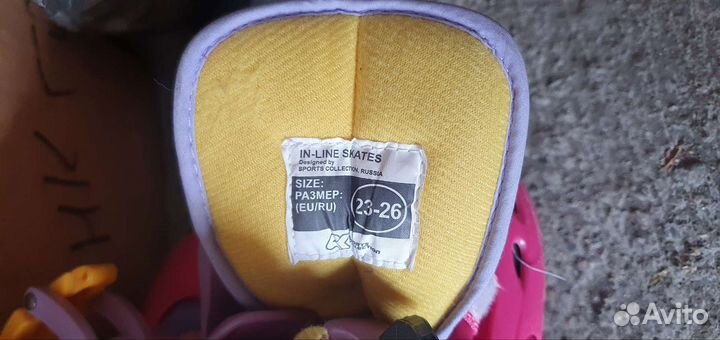 IN-LINE SKATES
Designed by
SPORTS COLLECTION, RUSSIA
SIZE:
РАЗМЕР:
(EU/RU)
23-26
Avito